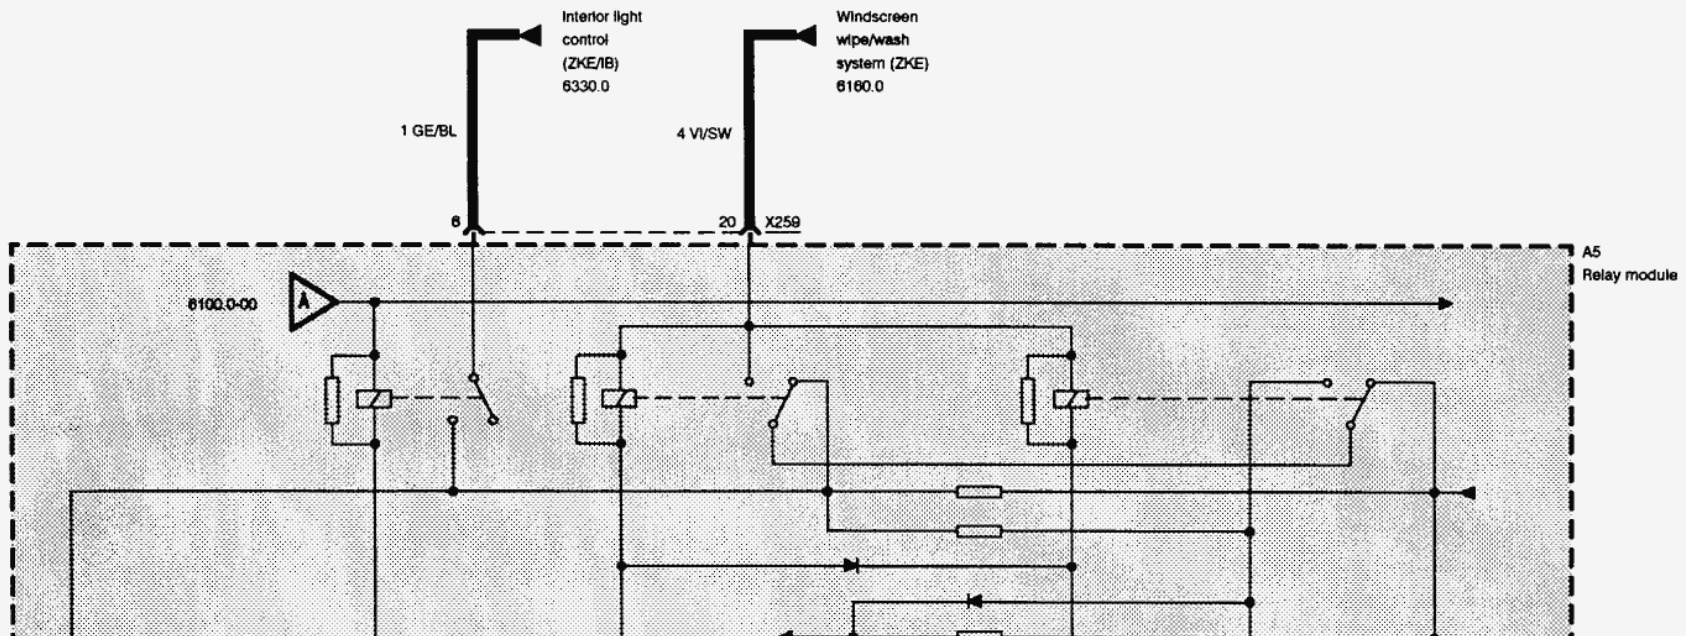 Interior light
control
(ZKE/IB)
6330.0
Windscreen
wipe/wash
system (ZKE)
6160.0
1 GE/BL
4 VI/SW
6
20
X259
A5
Relay module
6100.0-00
A